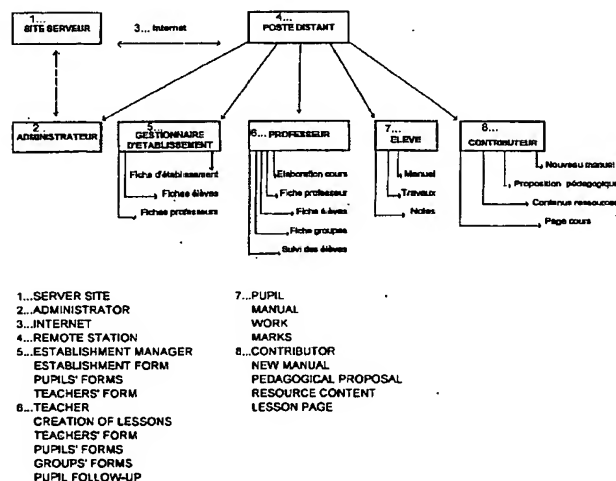 1...
SITE SERVEUR
3... Internet
4...
POSTE DISTANT
2...
ADMINISTRATEUR
5...
GESTIONNAIRE
D'ETABLISSEMENT
6... PROFESSEUR
7...
ELEVE
8...
CONTRIBUTEUR
Fiche d'établissement
Fiches élèves
Fiches professeurs
Elaboration cours
Fiche professeur
Fiche élèves
Fiche groupes
Suivi des élèves
Manuel
Travaux
Notes
Nouveau manuel
Proposition pédagogique
Contenus ressources
Page cours
1...SERVER SITE
2...ADMINISTRATOR
3...INTERNET
4...REMOTE STATION
5...ESTABLISHMENT MANAGER
ESTABLISHMENT FORM
PUPILS' FORMS
TEACHERS' FORM
6...TEACHER
CREATION OF LESSONS
TEACHERS' FORM
PUPILS' FORMS
GROUPS' FORMS
PUPIL FOLLOW-UP
7...PUPIL
MANUAL
WORK
MARKS
8...CONTRIBUTOR
NEW MANUAL
PEDAGOGICAL PROPOSAL
RESOURCE CONTENT
LESSON PAGE